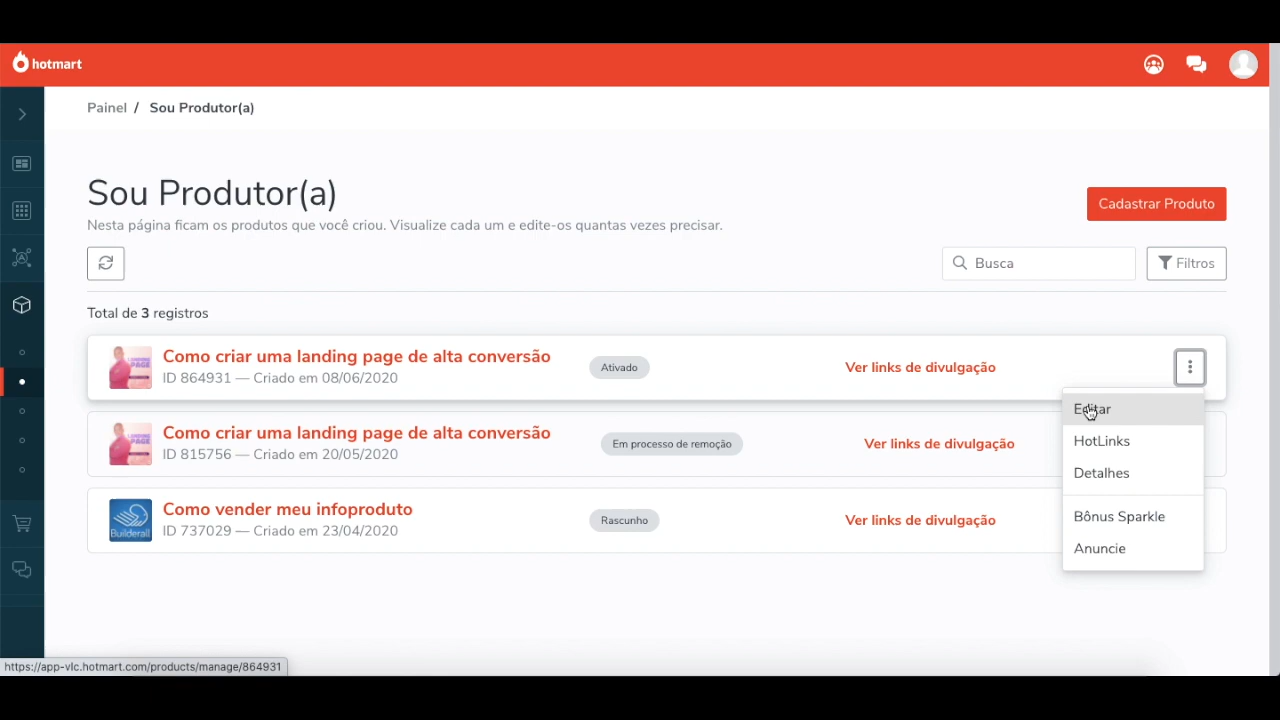 hotmart
Painel / Sou Produtor(a)
Sou Produtor(a)
Cadastrar Produto
Nesta página ficam os produtos que você criou. Visualize cada um e edite-os quantas vezes precisar.
Busca
Filtros
Total de 3 registros
LANDING PAGE
Como criar uma landing page de alta conversão
ID 864931 — Criado em 08/06/2020
Ativado
Ver links de divulgação
Editar
HotLinks
Detalhes
Bônus Sparkle
Anuncie
LANDING PAGE
Como criar uma landing page de alta conversão
ID 815756 — Criado em 20/05/2020
Em processo de remoção
Ver links de divulgação
Builderall
Como vender meu infoproduto
ID 737029 — Criado em 23/04/2020
Rascunho
Ver links de divulgação
https://app-vlc.hotmart.com/products/manage/864931